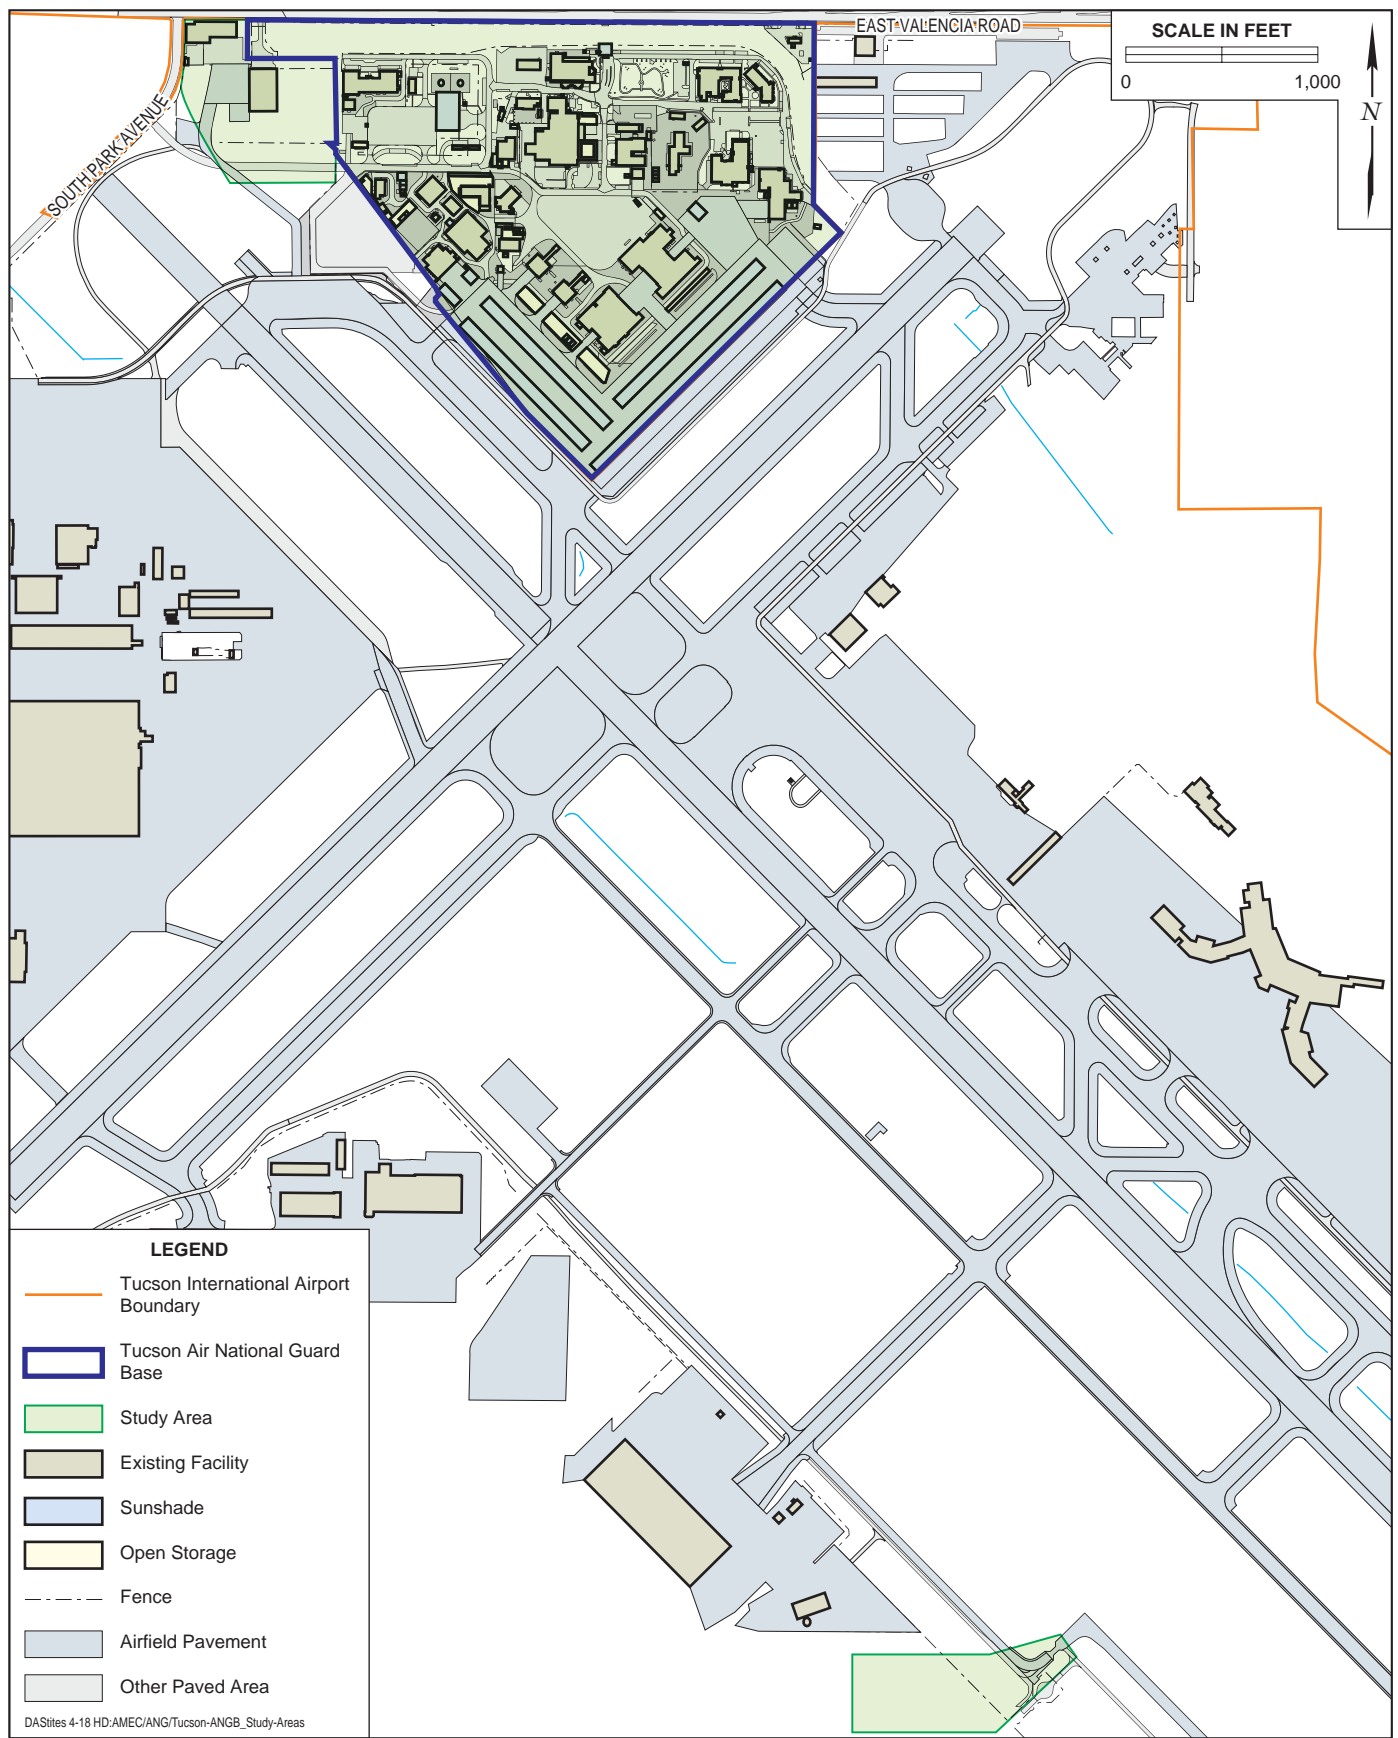 EAST VALENCIA ROAD
SCALE IN FEET
0 1,000
N
SOUTH PARK AVENUE
LEGEND
Tucson International Airport
Boundary
Tucson Air National Guard
Base
Study Area
Existing Facility
Sunshade
Open Storage
Fence
Airfield Pavement
Other Paved Area
DAStites 4-18 HD:AMEC/ANG/Tucson-ANGB_Study-Areas